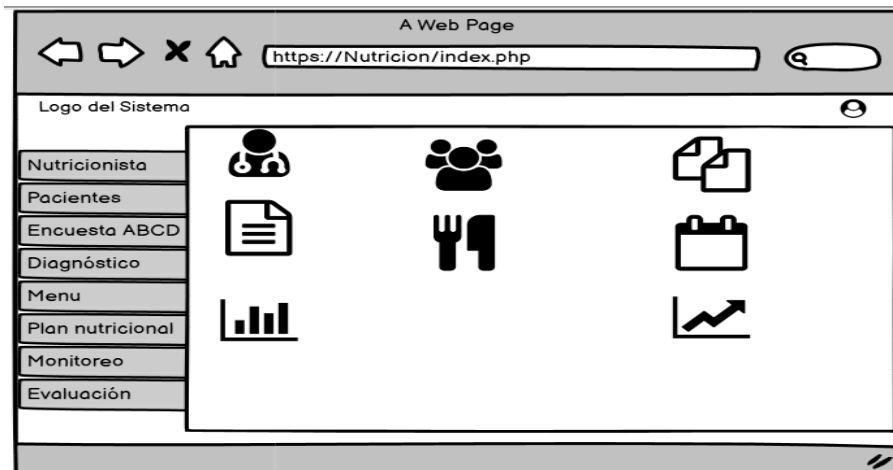 A Web Page
https://Nutricion/index.php
Logo del Sistema
Nutricionista
Pacientes
Encuesta ABCD
Diagnóstico
Menu
Plan nutricional
Monitoreo
Evaluación